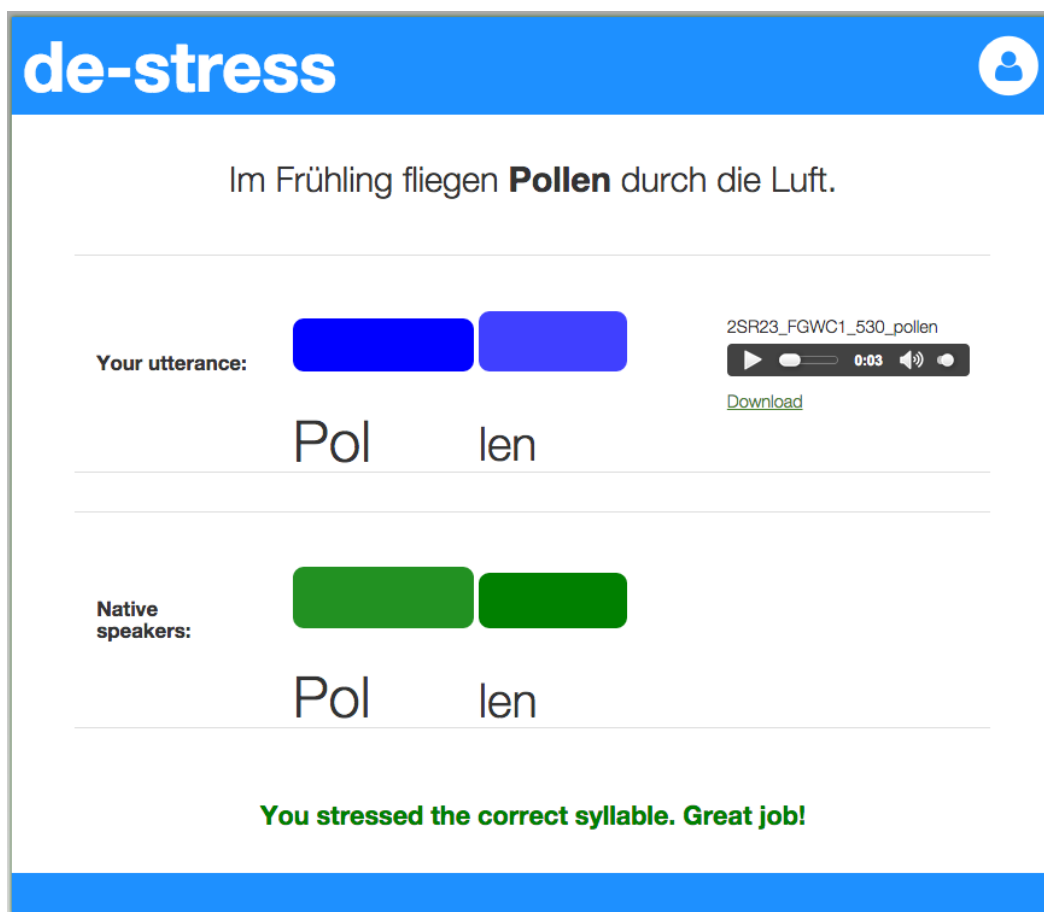 de-stress
Im Frühling fliegen Pollen durch die Luft.
2SR23_FGWC1_530_pollen
Your utterance:
0:03
Download
Pol len
Native
speakers:
Pol len
You stressed the correct syllable. Great job!